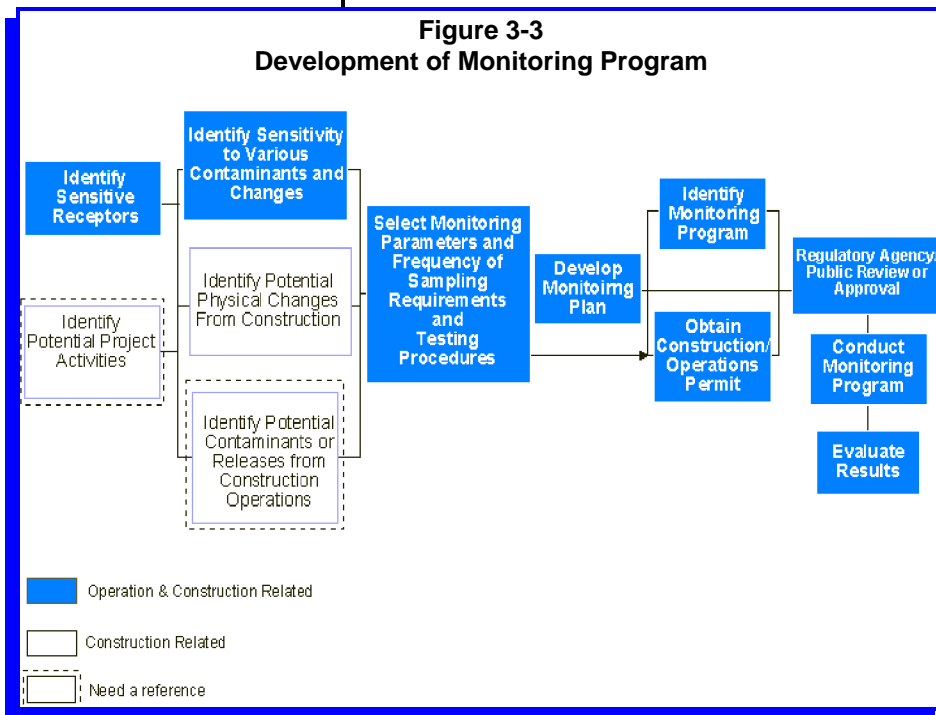 Figure 3-3
Development of Monitoring Program
Identify
Sensitive
Receptors
Identify
Potential Project
Activities
Identify Sensitivity
to Various
Contaminants and
Changes
Identify Potential
Physical Changes
From Construction
Identify Potential
Contaminants or
Releases from
Construction
Operations
Select Monitoring
Parameters and
Frequency of
Sampling
Requirements
and
Testing
Procedures
Develop
Monitoirng
Plan
Identify
Monitoring
Program
Obtain
Construction/
Operations
Permit
Regulatory Agency/
Public Review or
Approval
Conduct
Monitoring
Program
Evaluate
Results
Operation & Construction Related
Construction Related
Need a reference